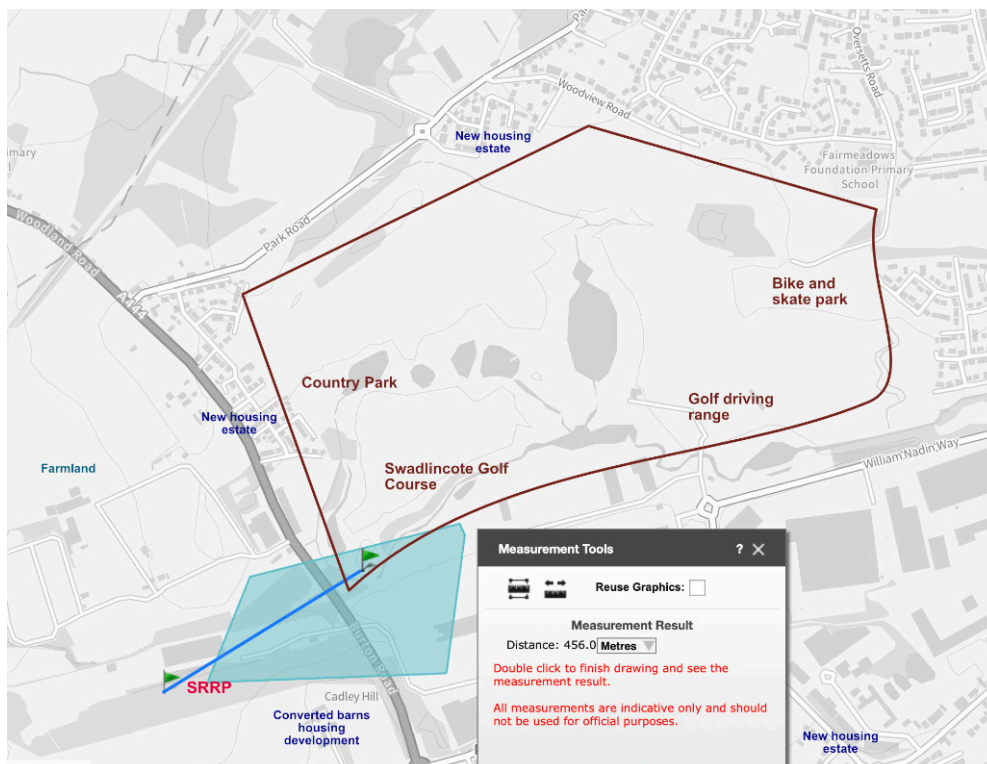 Par
Oversetts Road
Woodview Road
New housing
estate
Fairmeadows
Foundation Primary
School
imary
Park Road
Woodland Road
A444
Bike and
skate park
Country Park
Golf driving
range
New housing
estate
William Nadin Way
Farmland
Swadlincote Golf
Course
Measurement Tools
?
Reuse Graphics:
Measurement Result
Distance: 456.0 Metres
Double click to finish drawing and see the
measurement result.
All measurements are indicative only and should
not be used for official purposes.
Burton Road
SRRP
Cadley Hill
Converted barns
housing
development
New housing
estate